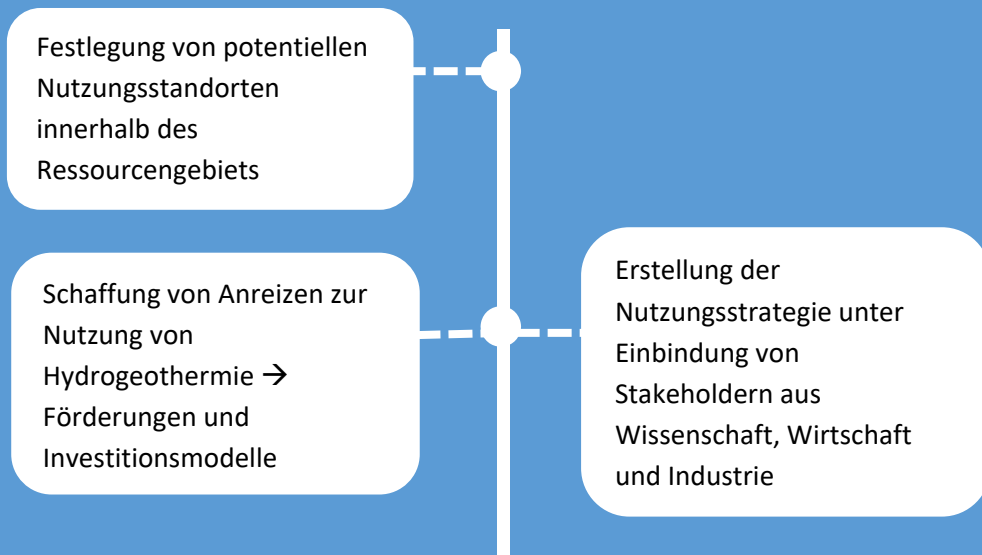 Festlegung von potentiellen
Nutzungsstandorten
innerhalb des
Ressourcengebiets
Schaffung von Anreizen zur
Nutzung von
Hydrogeothermie →
Förderungen und
Investitionsmodelle
Erstellung der
Nutzungsstrategie unter
Einbindung von
Stakeholdern aus
Wissenschaft, Wirtschaft
und Industrie